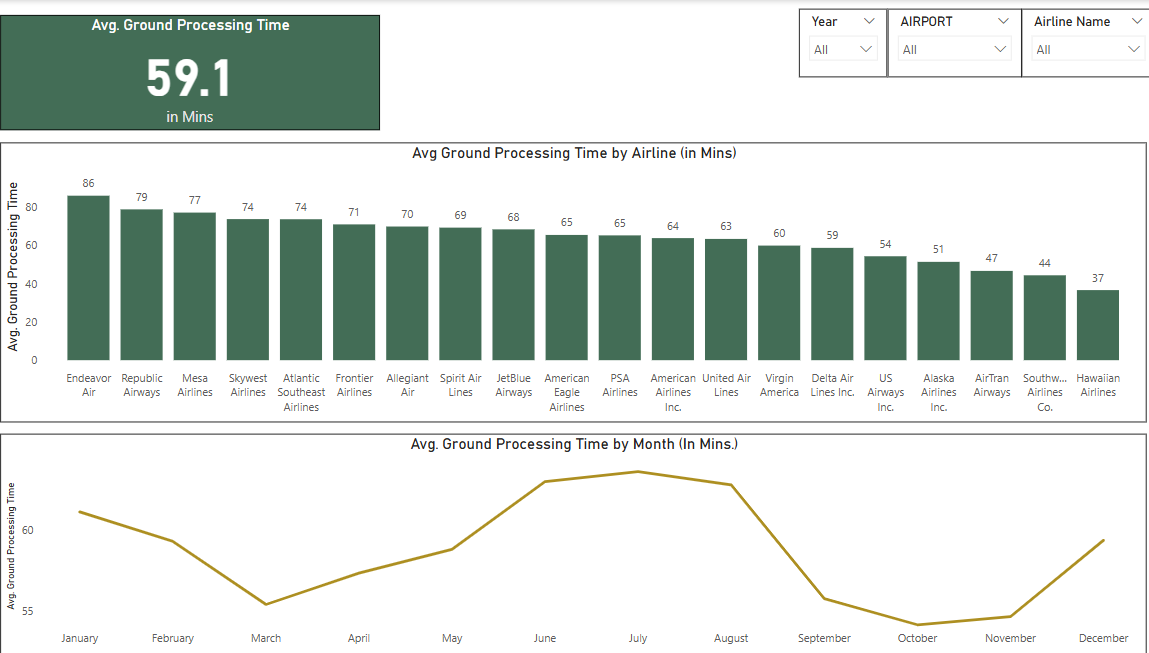 Avg. Ground Processing Time
59.1
in Mins
Year
AIRPORT
Airline Name
All
All
All
Avg Ground Processing Time by Airline (in Mins)
Avg. Ground Processing Time
80
60
40
20
0
86
79
77
74
74
71
70
69
68
65
65
64
63
60
59
54
51
47
44
37
Endeavor
Air
Republic
Airways
Mesa
Airlines
Skywest
Airlines
Atlantic
Southeast
Airlines
Frontier
Airlines
Allegiant
Air
Spirit Air
Lines
JetBlue
Airways
American
Eagle
Airlines
PSA
Airlines
American
Airlines
Inc.
United Air
Lines
Virgin
America
Delta Air
Lines Inc.
US
Airways
Inc.
Alaska
Airlines
Inc.
AirTran
Airways
Southw...
Airlines
Co.
Hawaiian
Airlines
Avg. Ground Processing Time by Month (In Mins.)
Avg. Ground Processing Time
60
55
January
February
March
April
May
June
July
August
September
October
November
December